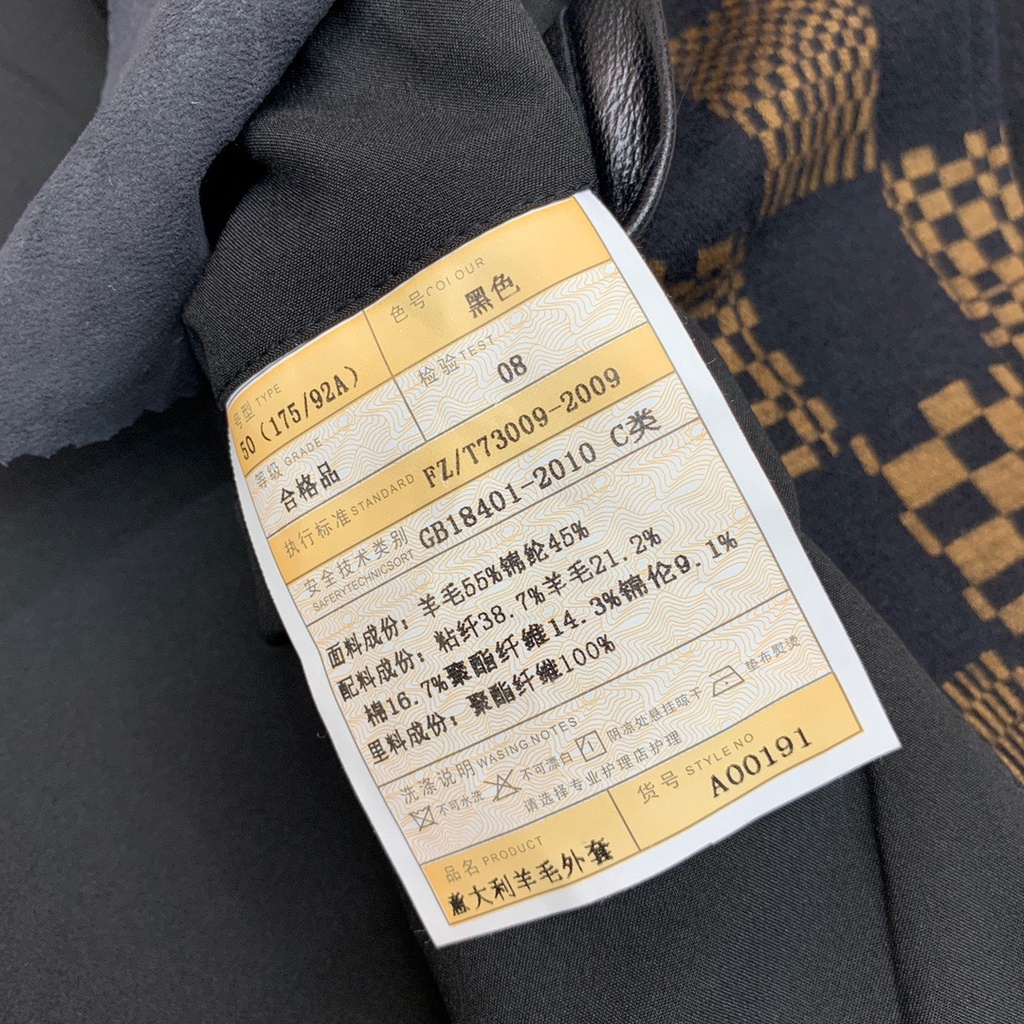 号型 TYPE
50 (175/92A)
色号 COLOUR
黑色
等级 GRADE
合格品
检验 TEST
08
执行标准 STANDARD FZ/T73009-2009
安全技术类别 GB18401-2010 C类
SAFERYTECHNICSORT
面料成份: 羊毛55%锦纶45%
配料成份: 粘纤38.7%羊毛21.2%
棉16.7%聚酯纤维14.3%锦伦9.1%
里料成份: 聚酯纤维100%
洗涤说明 WASING NOTES
不可水洗 不可漂白 阴凉处悬挂晾干 垫布熨烫
请选择专业护理店护理
品名 PRODUCT
意大利羊毛外套
货号 STYLE NO
A00191